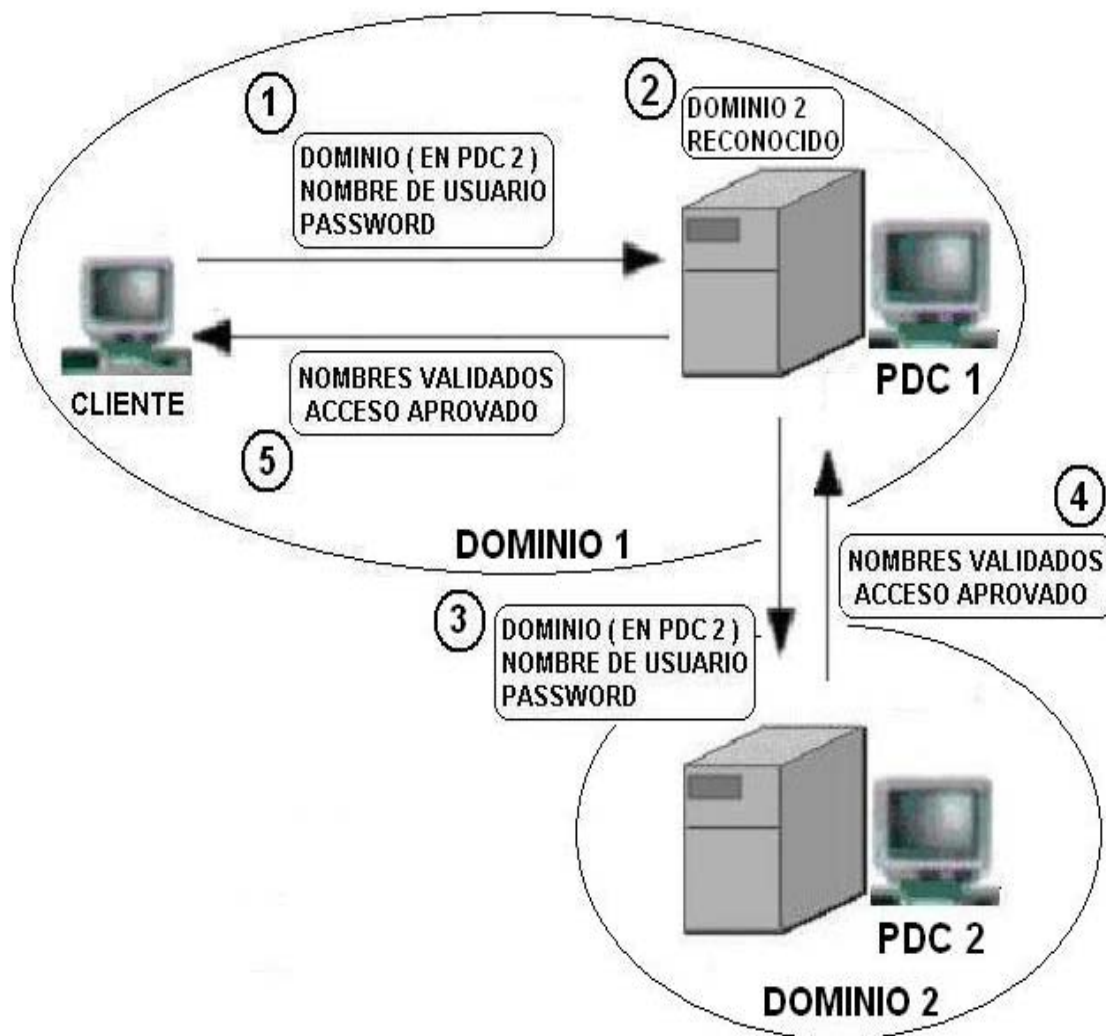 1
DOMINIO ( EN PDC 2 )
NOMBRE DE USUARIO
PASSWORD
2
DOMINIO 2
RECONOCIDO
CLIENTE
PDC 1
NOMBRES VALIDADOS
ACCESO APROVADO
5
DOMINIO 1
3
DOMINIO ( EN PDC 2 )
NOMBRE DE USUARIO
PASSWORD
4
NOMBRES VALIDADOS
ACCESO APROVADO
PDC 2
DOMINIO 2